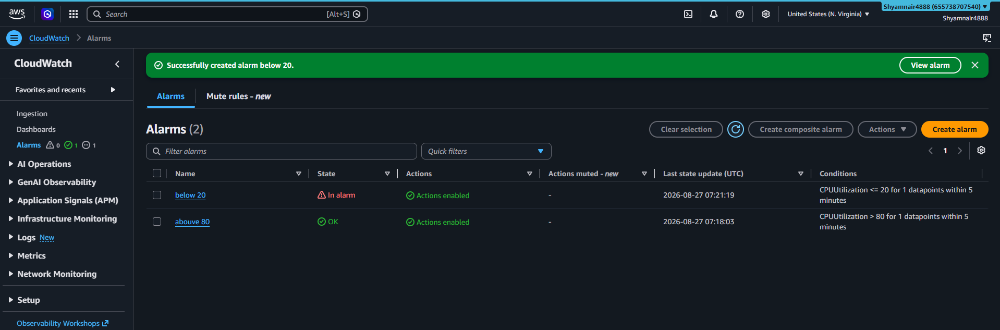 aws
Search [Alt+S]
United States (N. Virginia)
Shyamnair4888 (655738707540)
Shyamnair4888
CloudWatch
Alarms
CloudWatch
Favorites and recents
Ingestion
Dashboards
Alarms 0 1 1
AI Operations
GenAI Observability
Application Signals (APM)
Infrastructure Monitoring
Logs New
Metrics
Network Monitoring
Setup
Observability Workshops
Successfully created alarm below 20.
View alarm
Alarms
Mute rules - new
Alarms (2)
Clear selection
Create composite alarm
Actions
Create alarm
Filter alarms
Quick filters
1
Name State Actions Actions muted - new Last state update (UTC) Conditions
below 20 In alarm Actions enabled - 2026-08-27 07:21:19 CPUUtilization <= 20 for 1 datapoints within 5
minutes
abouve 80 OK Actions enabled - 2026-08-27 07:18:03 CPUUtilization > 80 for 1 datapoints within 5
minutes